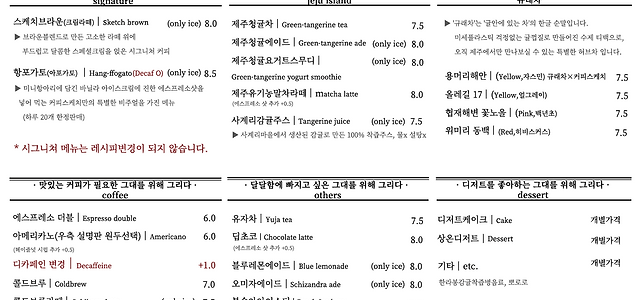 signature
스케치브라운(크림라떼) | Sketch brown (only ice) 8.0
▶ 브라운블렌드로 만든 고소한 라떼 위에
부드럽고 달콤한 스페셜크림을 얹은 시그니처 커피
항포가토(아포가토) | Hang-ffogato(Decaf O) (only ice) 8.5
▶ 미니항아리에 담긴 바닐라 아이스크림에 진한 에스프레소샷을
넣어 먹는 커피스케치만의 특별한 비주얼을 가진 메뉴
(하루 20개 한정판매)
* 시그니처 메뉴는 레시피변경이 되지 않습니다.
jeju island
제주청귤차 | Green-tangerine tea 7.5
제주청귤에이드 | Green-tangerine ade (only ice) 8.0
제주청귤요거트스무디 | (only ice) 8.0
Green-tangerine yogurt smoothie
제주유기농말차라떼 | matcha latte 8.0
(에스프레소 샷 추가 +0.5)
사계리감귤주스 | Tangerine juice (only ice) 7.5
▶ 사계리마을에서 생산된 감귤로 만든 100% 착즙주스, 물x 설탕x
뉴래차
▶ '뉴래차'는 '글안에 있는 차'의 한글 순말입니다.
미세플라스틱 걱정없는 귤껍질로 만들어진 수제 티백으로,
오직 제주에서만 만나보실 수 있는 특별한 허브차 입니다.
용머리해안 | (Yellow,자스민) 뉴래차×커피스케치 7.5
올레길 17 | (Yellow,얼그레이) 7.5
협재해변 꽃노을 | (Pink,백년초) 7.5
위미리 동백 | (Red,히비스커스) 7.5
· 맛있는 커피가 필요한 그대를 위해 그리다 ·
coffee
에스프레소 더블 | Espresso double 6.0
아메리카노(우측 설명판 원두선택) | Americano 6.0
(헤이즐넛 시럽 추가 +0.5)
디카페인 변경 | Decaffeine +1.0
콜드브루 | Coldbrew 7.0
· 달달함에 빠지고 싶은 그대를 위해 그리다 ·
others
유자차 | Yuja tea 7.5
딥초코 | Chocolate latte 8.0
(에스프레소 샷 추가 +0.5)
블루레몬에이드 | Blue lemonade (only ice) 8.0
오미자에이드 | Schizandra ade (only ice) 8.0
· 디저트를 좋아하는 그대를 위해 그리다 ·
dessert
디저트케이크 | Cake 개별가격
상온디저트 | Dessert 개별가격
기타 | etc. 개별가격
한라봉감귤착즙병음료, 뽀로로